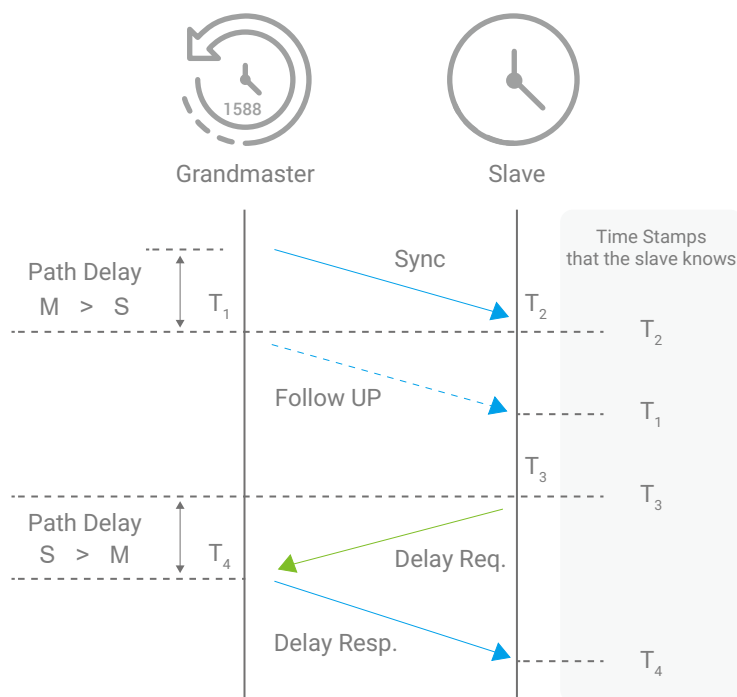 1588
Grandmaster
Slave
Time Stamps
that the slave knows
Path Delay
M > S
Sync
T₁
T₂
T₂
Follow UP
T₁
T₃
T₃
Path Delay
S > M
T₄
Delay Req.
Delay Resp.
T₄